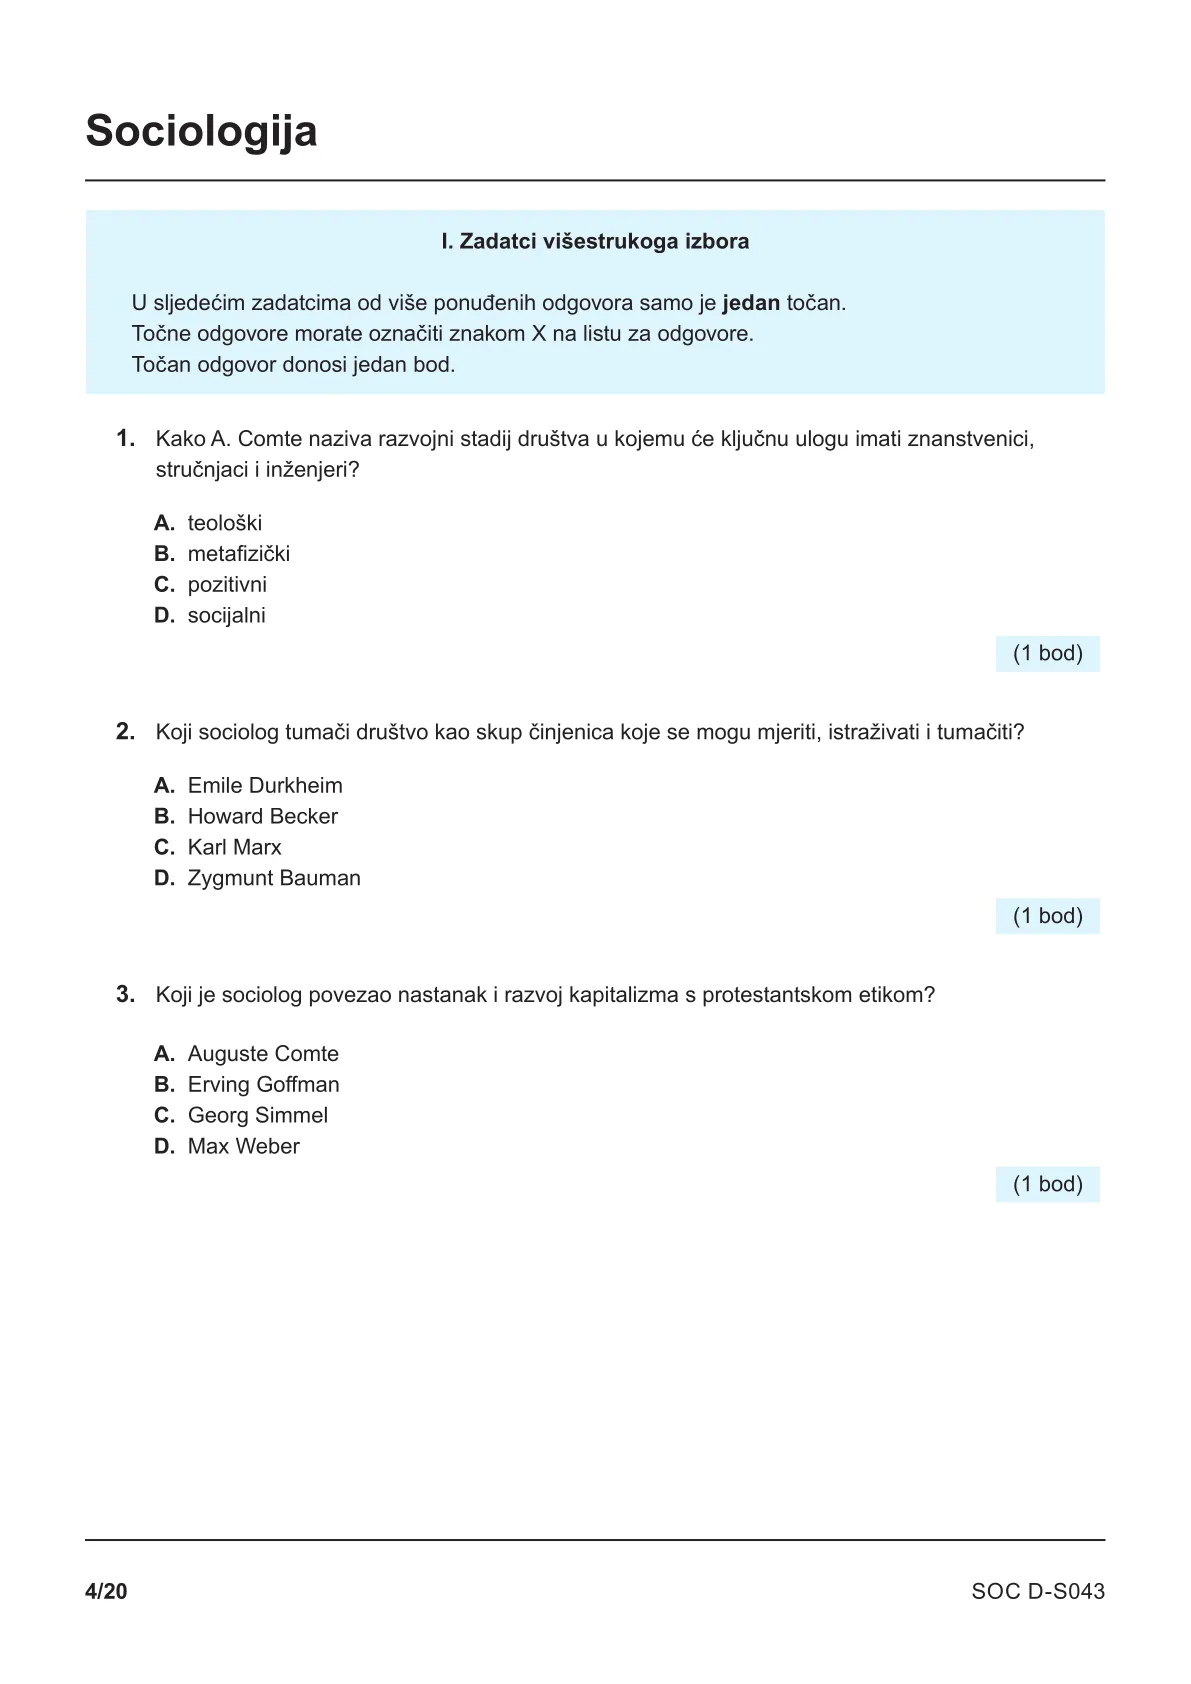 Sociologija
I. Zadatci višestrukoga izbora
U sljedećim zadatcima od više ponuđenih odgovora samo je jedan točan.
Točne odgovore morate označiti znakom X na listu za odgovore.
Točan odgovor donosi jedan bod.
1. Kako A. Comte naziva razvojni stadij društva u kojemu će ključnu ulogu imati znanstvenici,
stručnjaci i inženjeri?
A. teološki
B. metafizički
C. pozitivni
D. socijalni
(1 bod)
2. Koji sociolog tumači društvo kao skup činjenica koje se mogu mjeriti, istraživati i tumačiti?
A. Emile Durkheim
B. Howard Becker
C. Karl Marx
D. Zygmunt Bauman
(1 bod)
3. Koji je sociolog povezao nastanak i razvoj kapitalizma s protestantskom etikom?
A. Auguste Comte
B. Erving Goffman
C. Georg Simmel
D. Max Weber
(1 bod)
4/20
SOC D-S043